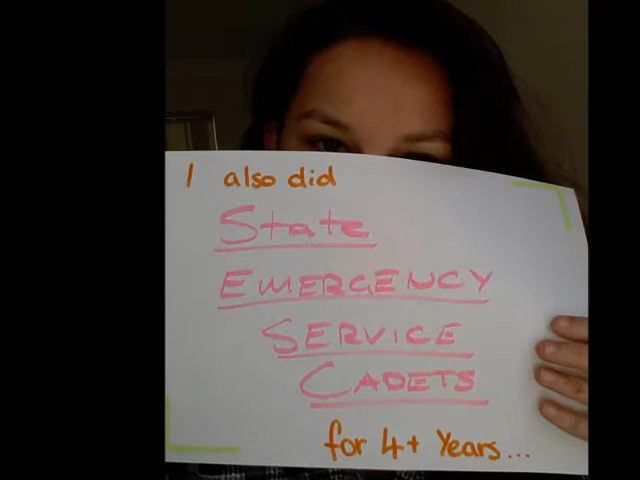 I also did
State
EMERGENCY
SERVICE
CADETS
for 4+ Years...